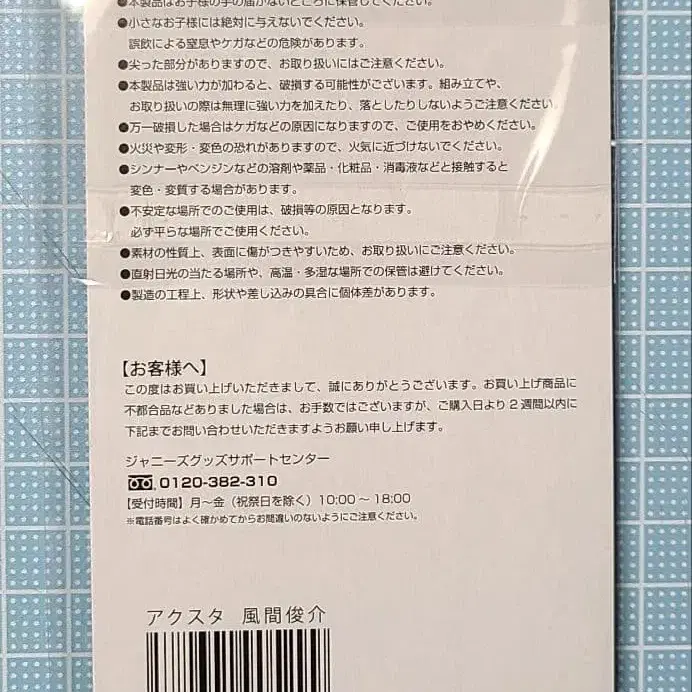 ●本製品はお子様の手の届かないところに保管してください。
●小さなお子様には絶対に与えないでください。
誤飲による窒息やケガなどの危険があります。
●尖った部分がありますので、お取り扱いにはご注意ください。
●本製品は強い力が加わると、破損する可能性がございます。組み立てや、
お取り扱いの際は無理に強い力を加えたり、落としたりしないようご注意ください。
●万一破損した場合はケガなどの原因になりますので、ご使用をおやめください。
●火災や変形・変色の恐れがありますので、火気に近づけないでください。
●シンナーやベンジンなどの溶剤や薬品・化粧品・消毒液などと接触すると
変色・変質する場合があります。
●不安定な場所でのご使用は、破損等の原因となります。
必ず平らな場所でご使用ください。
●素材の性質上、表面に傷がつきやすいため、お取り扱いにご注意ください。
●直射日光の当たる場所や、高温・多湿な場所での保管は避けてください。
●製造の工程上、形状や差し込みの具合に個体差があります。
【お客様へ】
この度はお買い上げいただきまして、誠にありがとうございます。お買い上げ商品に
不都合品などありました場合は、お手数ではございますが、ご購入日より2週間以内に
下記までお問い合わせいただきますようお願い申し上げます。
ジャニーズグッズサポートセンター
0120-382-310
【受付時間】月〜金（祝祭日を除く）10:00〜18:00
※電話番号はよく確かめてからお間違いのないようにご注意ください。
アクスタ 風間俊介